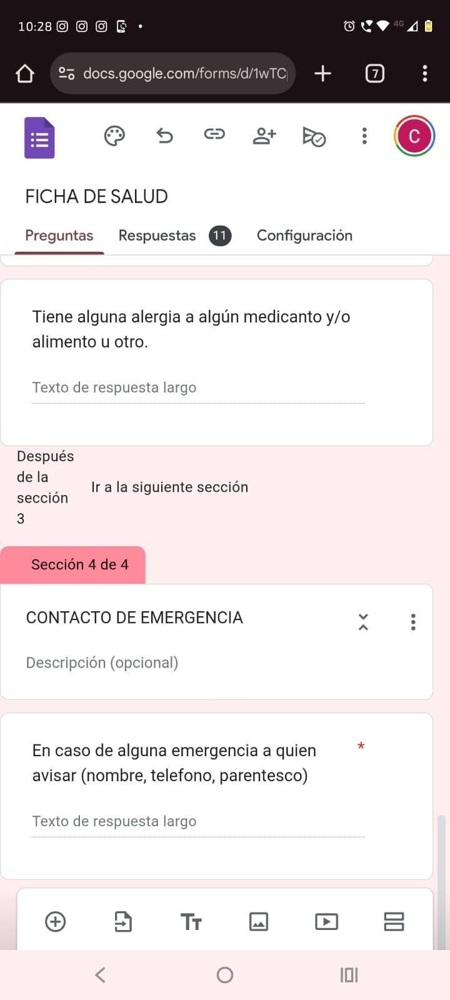 10:28
4G
docs.google.com/forms/d/1wTC
7
C
FICHA DE SALUD
Preguntas Respuestas 11 Configuración
Tiene alguna alergia a algún medicanto y/o
alimento u otro.
Texto de respuesta largo
Después
de la
sección
3
Ir a la siguiente sección
Sección 4 de 4
CONTACTO DE EMERGENCIA
Descripción (opcional)
En caso de alguna emergencia a quien *
avisar (nombre, telefono, parentesco)
Texto de respuesta largo
Tт